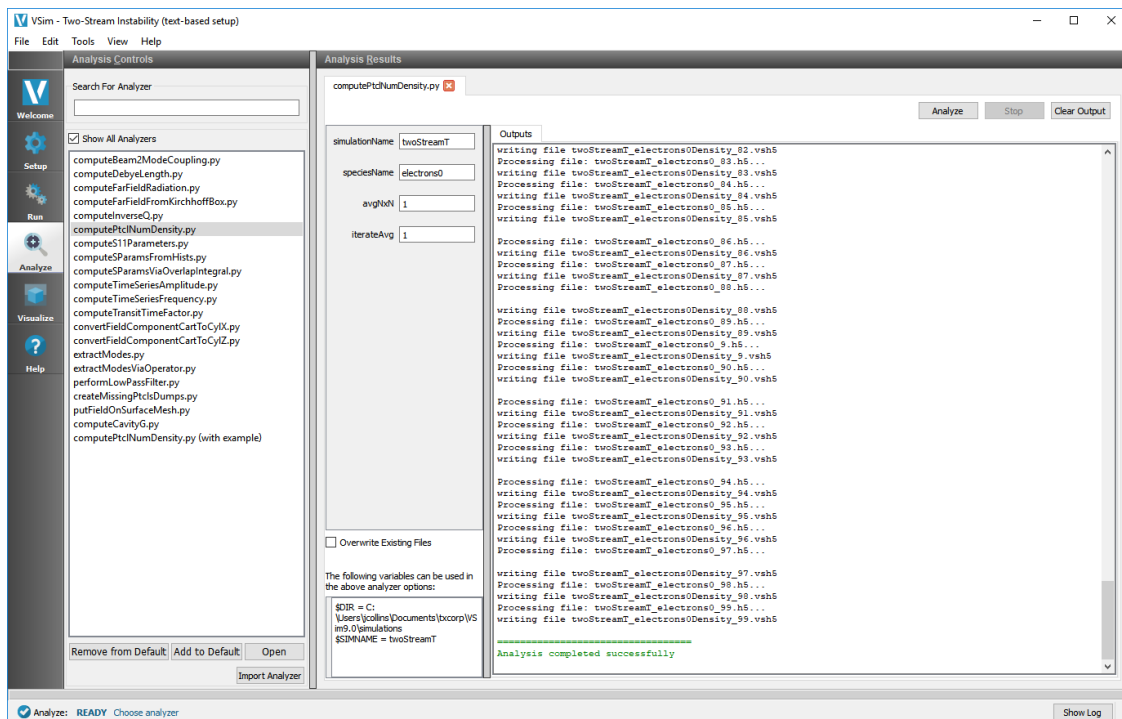 VSim - Two-Stream Instability (text-based setup)
File Edit Tools View Help
Welcome
Setup
Run
Analyze
Visualize
Help
Analysis Controls
Search For Analyzer
Show All Analyzers
computeBeam2ModeCoupling.py
computeDebyeLength.py
computeFarFieldRadiation.py
computeFarFieldFromKirchhoffBox.py
computeInverseQ.py
computePtclNumDensity.py
computeS11Parameters.py
computeSParamsFromHists.py
computeSParamsViaOverlapIntegral.py
computeTimeSeriesAmplitude.py
computeTimeSeriesFrequency.py
computeTransitTimeFactor.py
convertFieldComponentCartToCylX.py
convertFieldComponentCartToCylZ.py
extractModes.py
extractModesViaOperator.py
performLowPassFilter.py
createMissingPtclsDumps.py
putFieldOnSurfaceMesh.py
computeCavityG.py
computePtclNumDensity.py (with example)
Remove from Default Add to Default Open
Import Analyzer
Analysis Results
computePtclNumDensity.py
Analyze Stop Clear Output
simulationName twoStreamT
speciesName electrons0
avgNxN 1
iterateAvg 1
Overwrite Existing Files
The following variables can be used in
the above analyzer options:
$DIR = C:
\Users\jcollins\Documents\txcorp\VS
im9.0\simulations
$SIMNAME = twoStreamT
Outputs
writing file twoStreamT_electrons0Density_82.vsh5
Processing file: twoStreamT_electrons0_83.h5...
writing file twoStreamT_electrons0Density_83.vsh5
Processing file: twoStreamT_electrons0_84.h5...
writing file twoStreamT_electrons0Density_84.vsh5
Processing file: twoStreamT_electrons0_85.h5...
writing file twoStreamT_electrons0Density_85.vsh5
Processing file: twoStreamT_electrons0_86.h5...
writing file twoStreamT_electrons0Density_86.vsh5
Processing file: twoStreamT_electrons0_87.h5...
writing file twoStreamT_electrons0Density_87.vsh5
Processing file: twoStreamT_electrons0_88.h5...
writing file twoStreamT_electrons0Density_88.vsh5
Processing file: twoStreamT_electrons0_89.h5...
writing file twoStreamT_electrons0Density_89.vsh5
Processing file: twoStreamT_electrons0_9.h5...
writing file twoStreamT_electrons0Density_9.vsh5
Processing file: twoStreamT_electrons0_90.h5...
writing file twoStreamT_electrons0Density_90.vsh5
Processing file: twoStreamT_electrons0_91.h5...
writing file twoStreamT_electrons0Density_91.vsh5
Processing file: twoStreamT_electrons0_92.h5...
writing file twoStreamT_electrons0Density_92.vsh5
Processing file: twoStreamT_electrons0_93.h5...
writing file twoStreamT_electrons0Density_93.vsh5
Processing file: twoStreamT_electrons0_94.h5...
writing file twoStreamT_electrons0Density_94.vsh5
Processing file: twoStreamT_electrons0_95.h5...
writing file twoStreamT_electrons0Density_95.vsh5
Processing file: twoStreamT_electrons0_96.h5...
writing file twoStreamT_electrons0Density_96.vsh5
Processing file: twoStreamT_electrons0_97.h5...
writing file twoStreamT_electrons0Density_97.vsh5
Processing file: twoStreamT_electrons0_98.h5...
writing file twoStreamT_electrons0Density_98.vsh5
Processing file: twoStreamT_electrons0_99.h5...
writing file twoStreamT_electrons0Density_99.vsh5
==================================
Analysis completed successfully
Analyze: READY Choose analyzer
Show Log